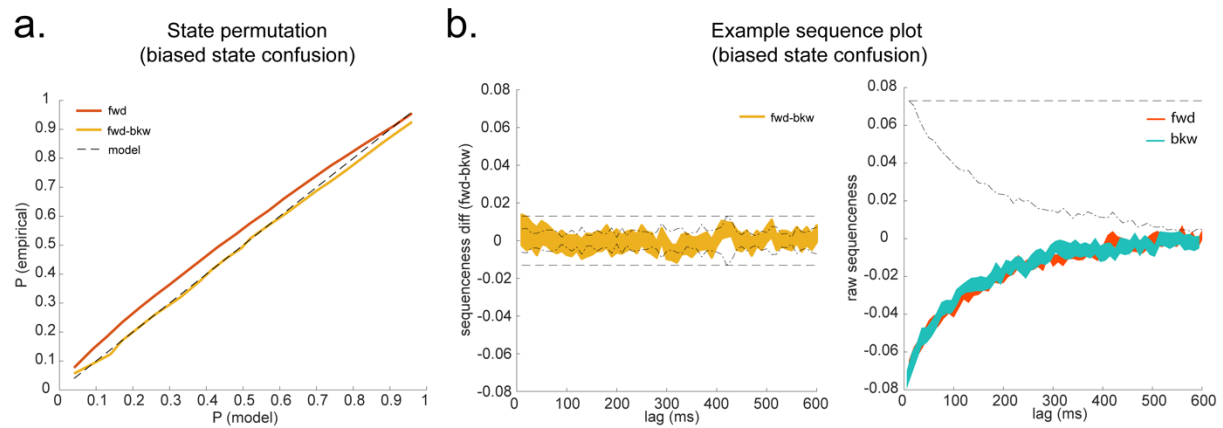 a.
State permutation
(biased state confusion)
P (empirical)
1
0.9
0.8
0.7
0.6
0.5
0.4
0.3
0.2
0.1
0
fwd
fwd-bkw
model
0 0.1 0.2 0.3 0.4 0.5 0.6 0.7 0.8 0.9 1
P (model)
b.
Example sequence plot
(biased state confusion)
sequenceness diff (fwd-bkw)
0.08
0.06
0.04
0.02
0
-0.02
-0.04
-0.06
-0.08
fwd-bkw
0 100 200 300 400 500 600
lag (ms)
raw sequenceness
0.08
0.04
0
-0.02
-0.04
-0.06
-0.08
fwd
bkw
0 100 200 300 400 500 600
lag (ms)